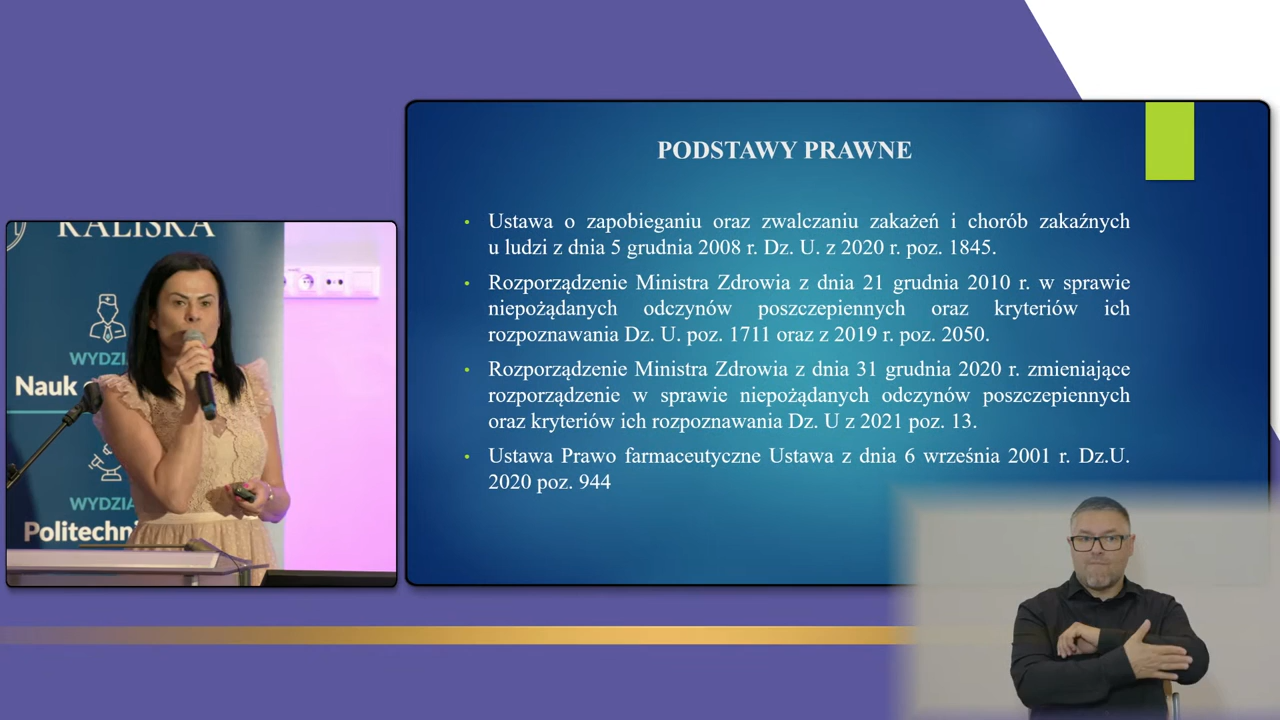 KALISKA
WYDZIA
Nauk
WYDZIA
Politechni
PODSTAWY PRAWNE
• Ustawa o zapobieganiu oraz zwalczaniu zakażeń i chorób zakaźnych
u ludzi z dnia 5 grudnia 2008 r. Dz. U. z 2020 r. poz. 1845.
• Rozporządzenie Ministra Zdrowia z dnia 21 grudnia 2010 r. w sprawie
niepożądanych odczynów poszczepiennych oraz kryteriów ich
rozpoznawania Dz. U. poz. 1711 oraz z 2019 r. poz. 2050.
• Rozporządzenie Ministra Zdrowia z dnia 31 grudnia 2020 r. zmieniające
rozporządzenie w sprawie niepożądanych odczynów poszczepiennych
oraz kryteriów ich rozpoznawania Dz. U z 2021 poz. 13.
• Ustawa Prawo farmaceutyczne Ustawa z dnia 6 września 2001 r. Dz.U.
2020 poz. 944